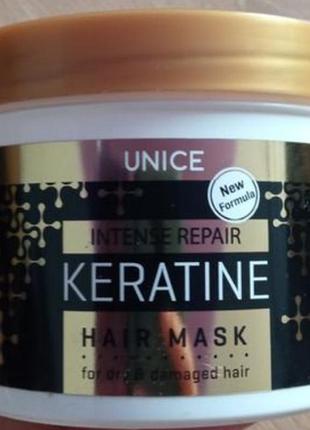 UNICE
New
Formula
INTENSE REPAIR
KERATINE
HAIR MASK
for dry & damaged hair